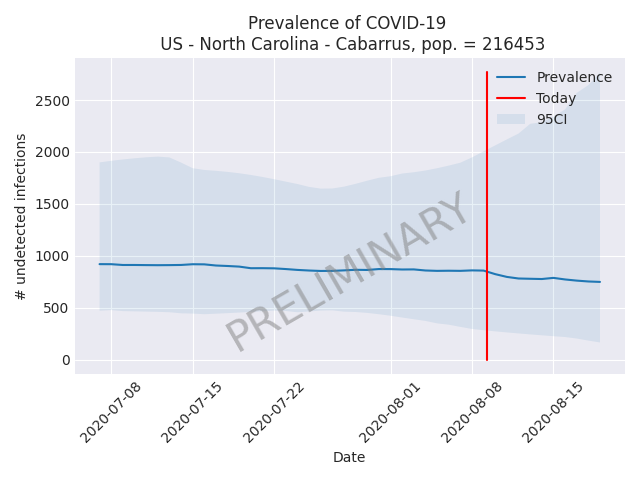 Prevalence of COVID-19
US - North Carolina - Cabarrus, pop. = 216453
Prevalence
Today
95CI
2500
2000
1500
1000
500
0
# undetected infections
PRELIMINARY
2020-07-08
2020-07-15
2020-07-22
2020-08-01
2020-08-08
2020-08-15
Date